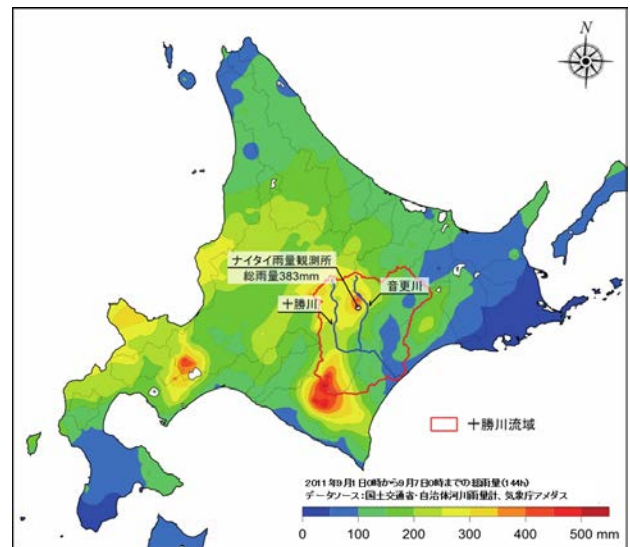 N
ナイタイ雨量観測所
総雨量383mm
音更川
十勝川
十勝川流域
2011年9月1日0時から9月7日0時までの総雨量(144h)
データソース：国土交通省・自治体河川雨量計、気象庁アメダス
0 100 200 300 400 500 mm